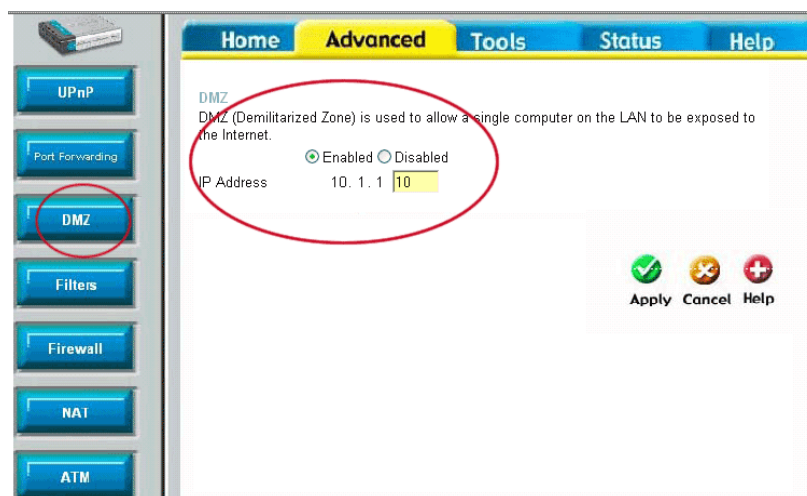 Home Advanced Tools Status Help
UPnP
Port Forwarding
DMZ
Filters
Firewall
NAT
ATM
DMZ
DMZ (Demilitarized Zone) is used to allow a single computer on the LAN to be exposed to
the Internet.
Enabled Disabled
IP Address 10. 1. 1 10
Apply Cancel Help